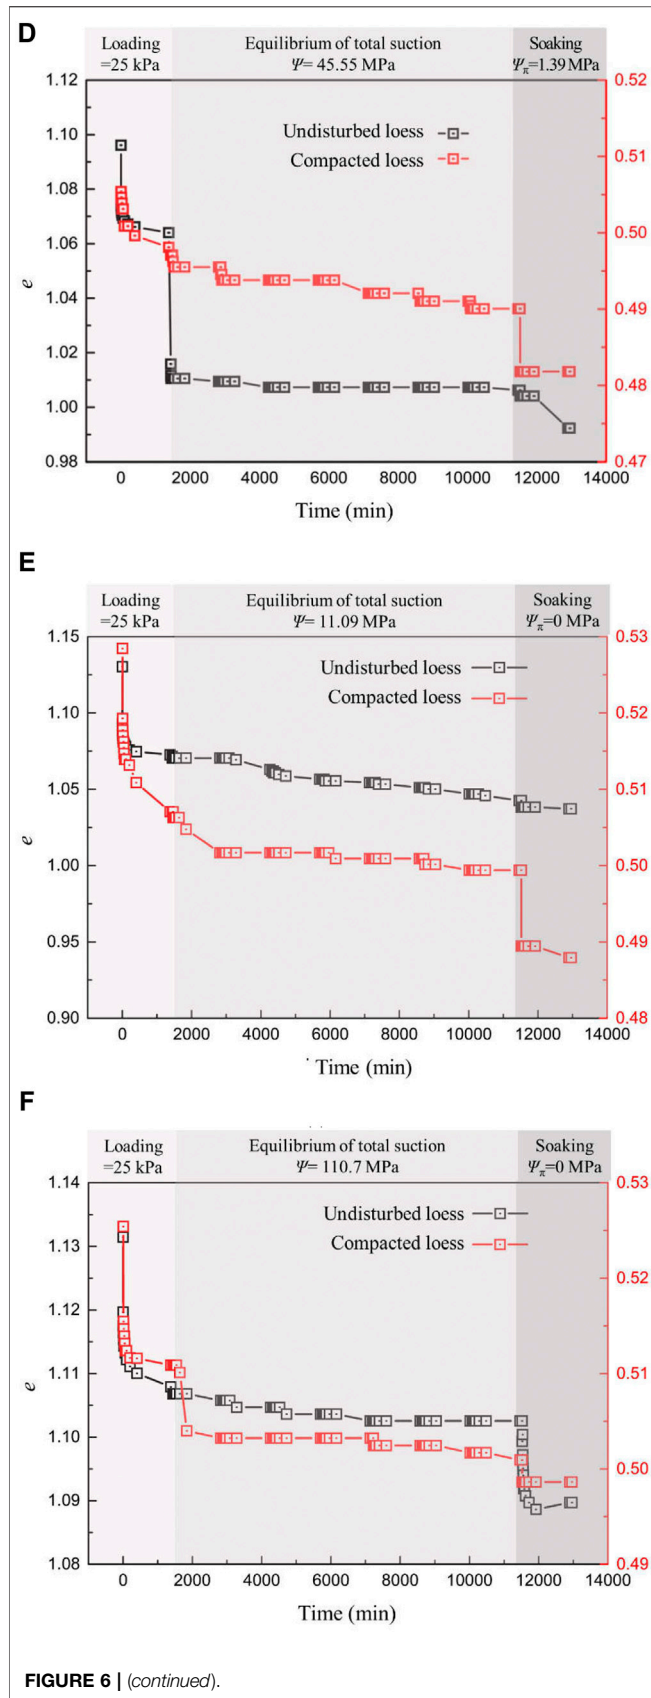 D
Loading
=25 kPa
Equilibrium of total suction
Ψ= 45.55 MPa
Soaking
Ψπ=1.39 MPa
1.12
1.10
1.08
1.06
1.04
1.02
1.00
0.98
e
Undisturbed loess
Compacted loess
0.52
0.51
0.50
0.49
0.48
0.47
0 2000 4000 6000 8000 10000 12000 14000
Time (min)
E
Loading
=25 kPa
Equilibrium of total suction
Ψ= 11.09 MPa
Soaking
Ψπ=0 MPa
1.15
1.10
1.05
1.00
0.95
0.90
e
Undisturbed loess
Compacted loess
0.53
0.52
0.51
0.50
0.49
0.48
0 2000 4000 6000 8000 10000 12000 14000
Time (min)
F
Loading
=25 kPa
Equilibrium of total suction
Ψ= 110.7 MPa
Soaking
Ψπ=0 MPa
1.14
1.13
1.12
1.11
1.10
1.09
1.08
e
Undisturbed loess
Compacted loess
0.53
0.52
0.51
0.50
0.49
0 2000 4000 6000 8000 10000 12000 14000
Time (min)
FIGURE 6 | (continued).